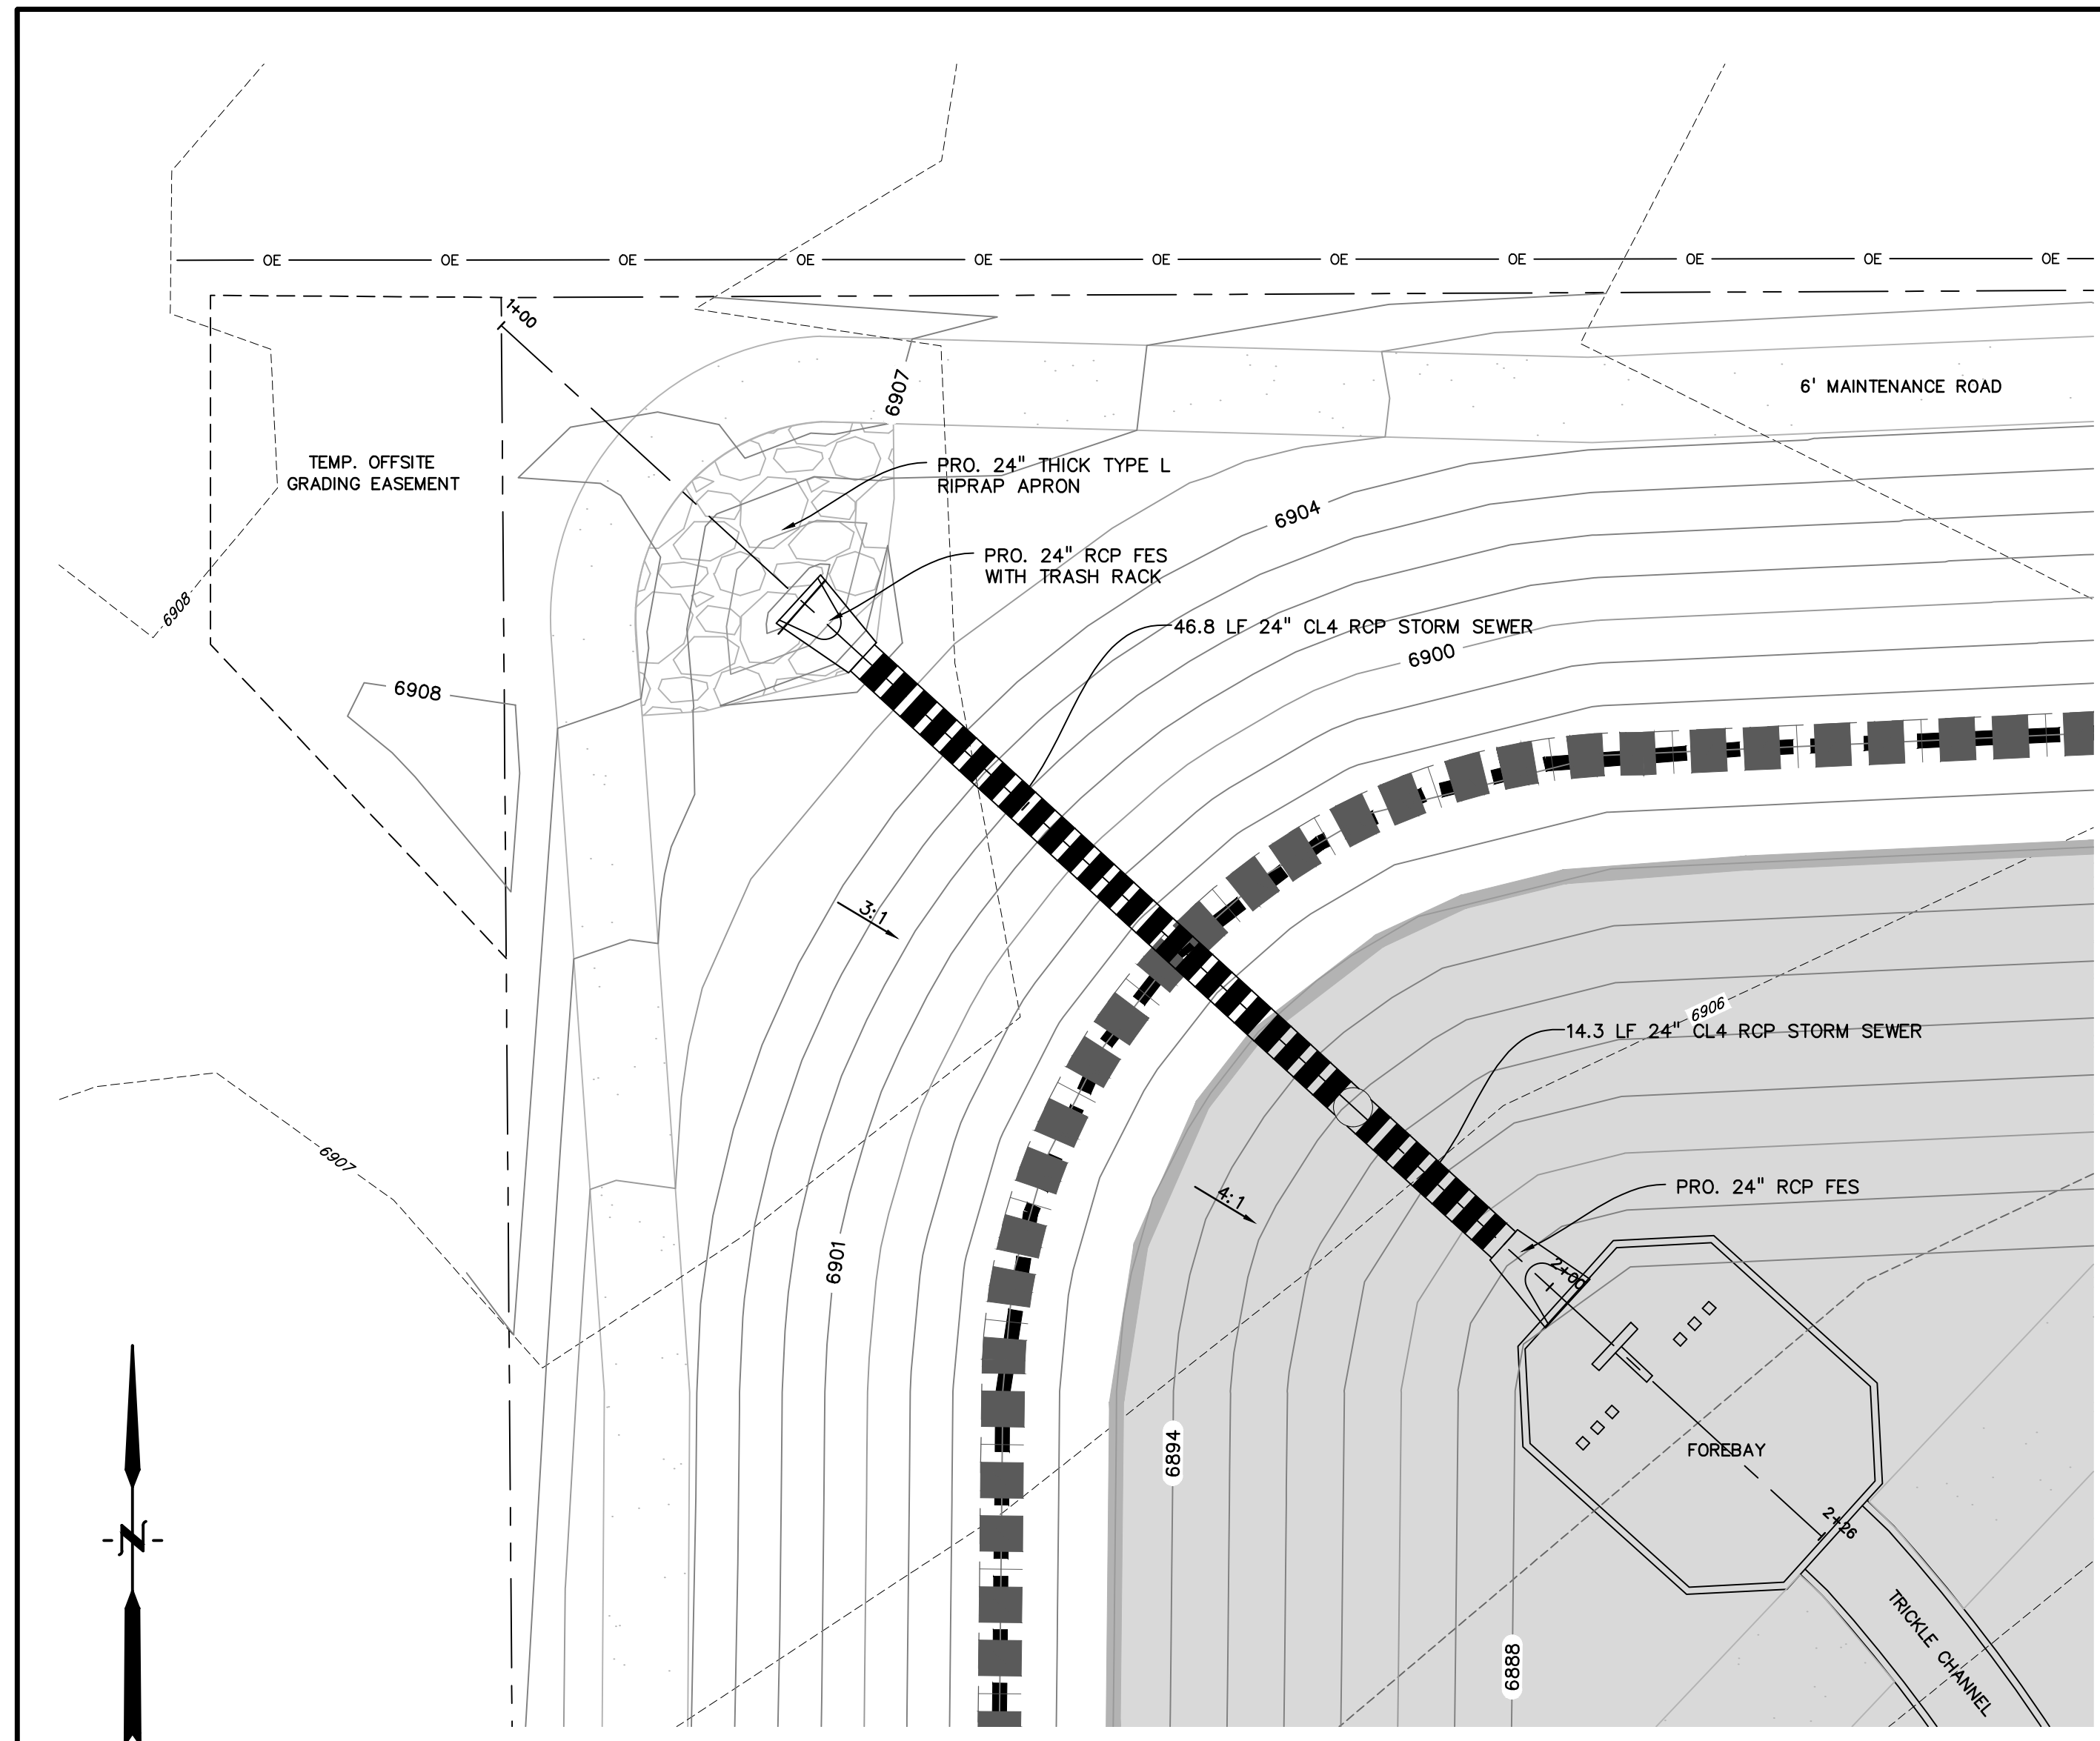 OE OE OE OE OE OE OE OE OE OE OE
1+00
6907
6' MAINTENANCE ROAD
TEMP. OFFSITE
GRADING EASEMENT
PRO. 24" THICK TYPE L
RIPRAP APRON
6904
PRO. 24" RCP FES
WITH TRASH RACK
6908
46.8 LF 24" CL4 RCP STORM SEWER
6900
6908
3:1
6906
14.3 LF 24" CL4 RCP STORM SEWER
6907
4:1
PRO. 24" RCP FES
6901
2+00
6894
FOREBAY
2+26
N
6888
TRICKLE CHANNEL